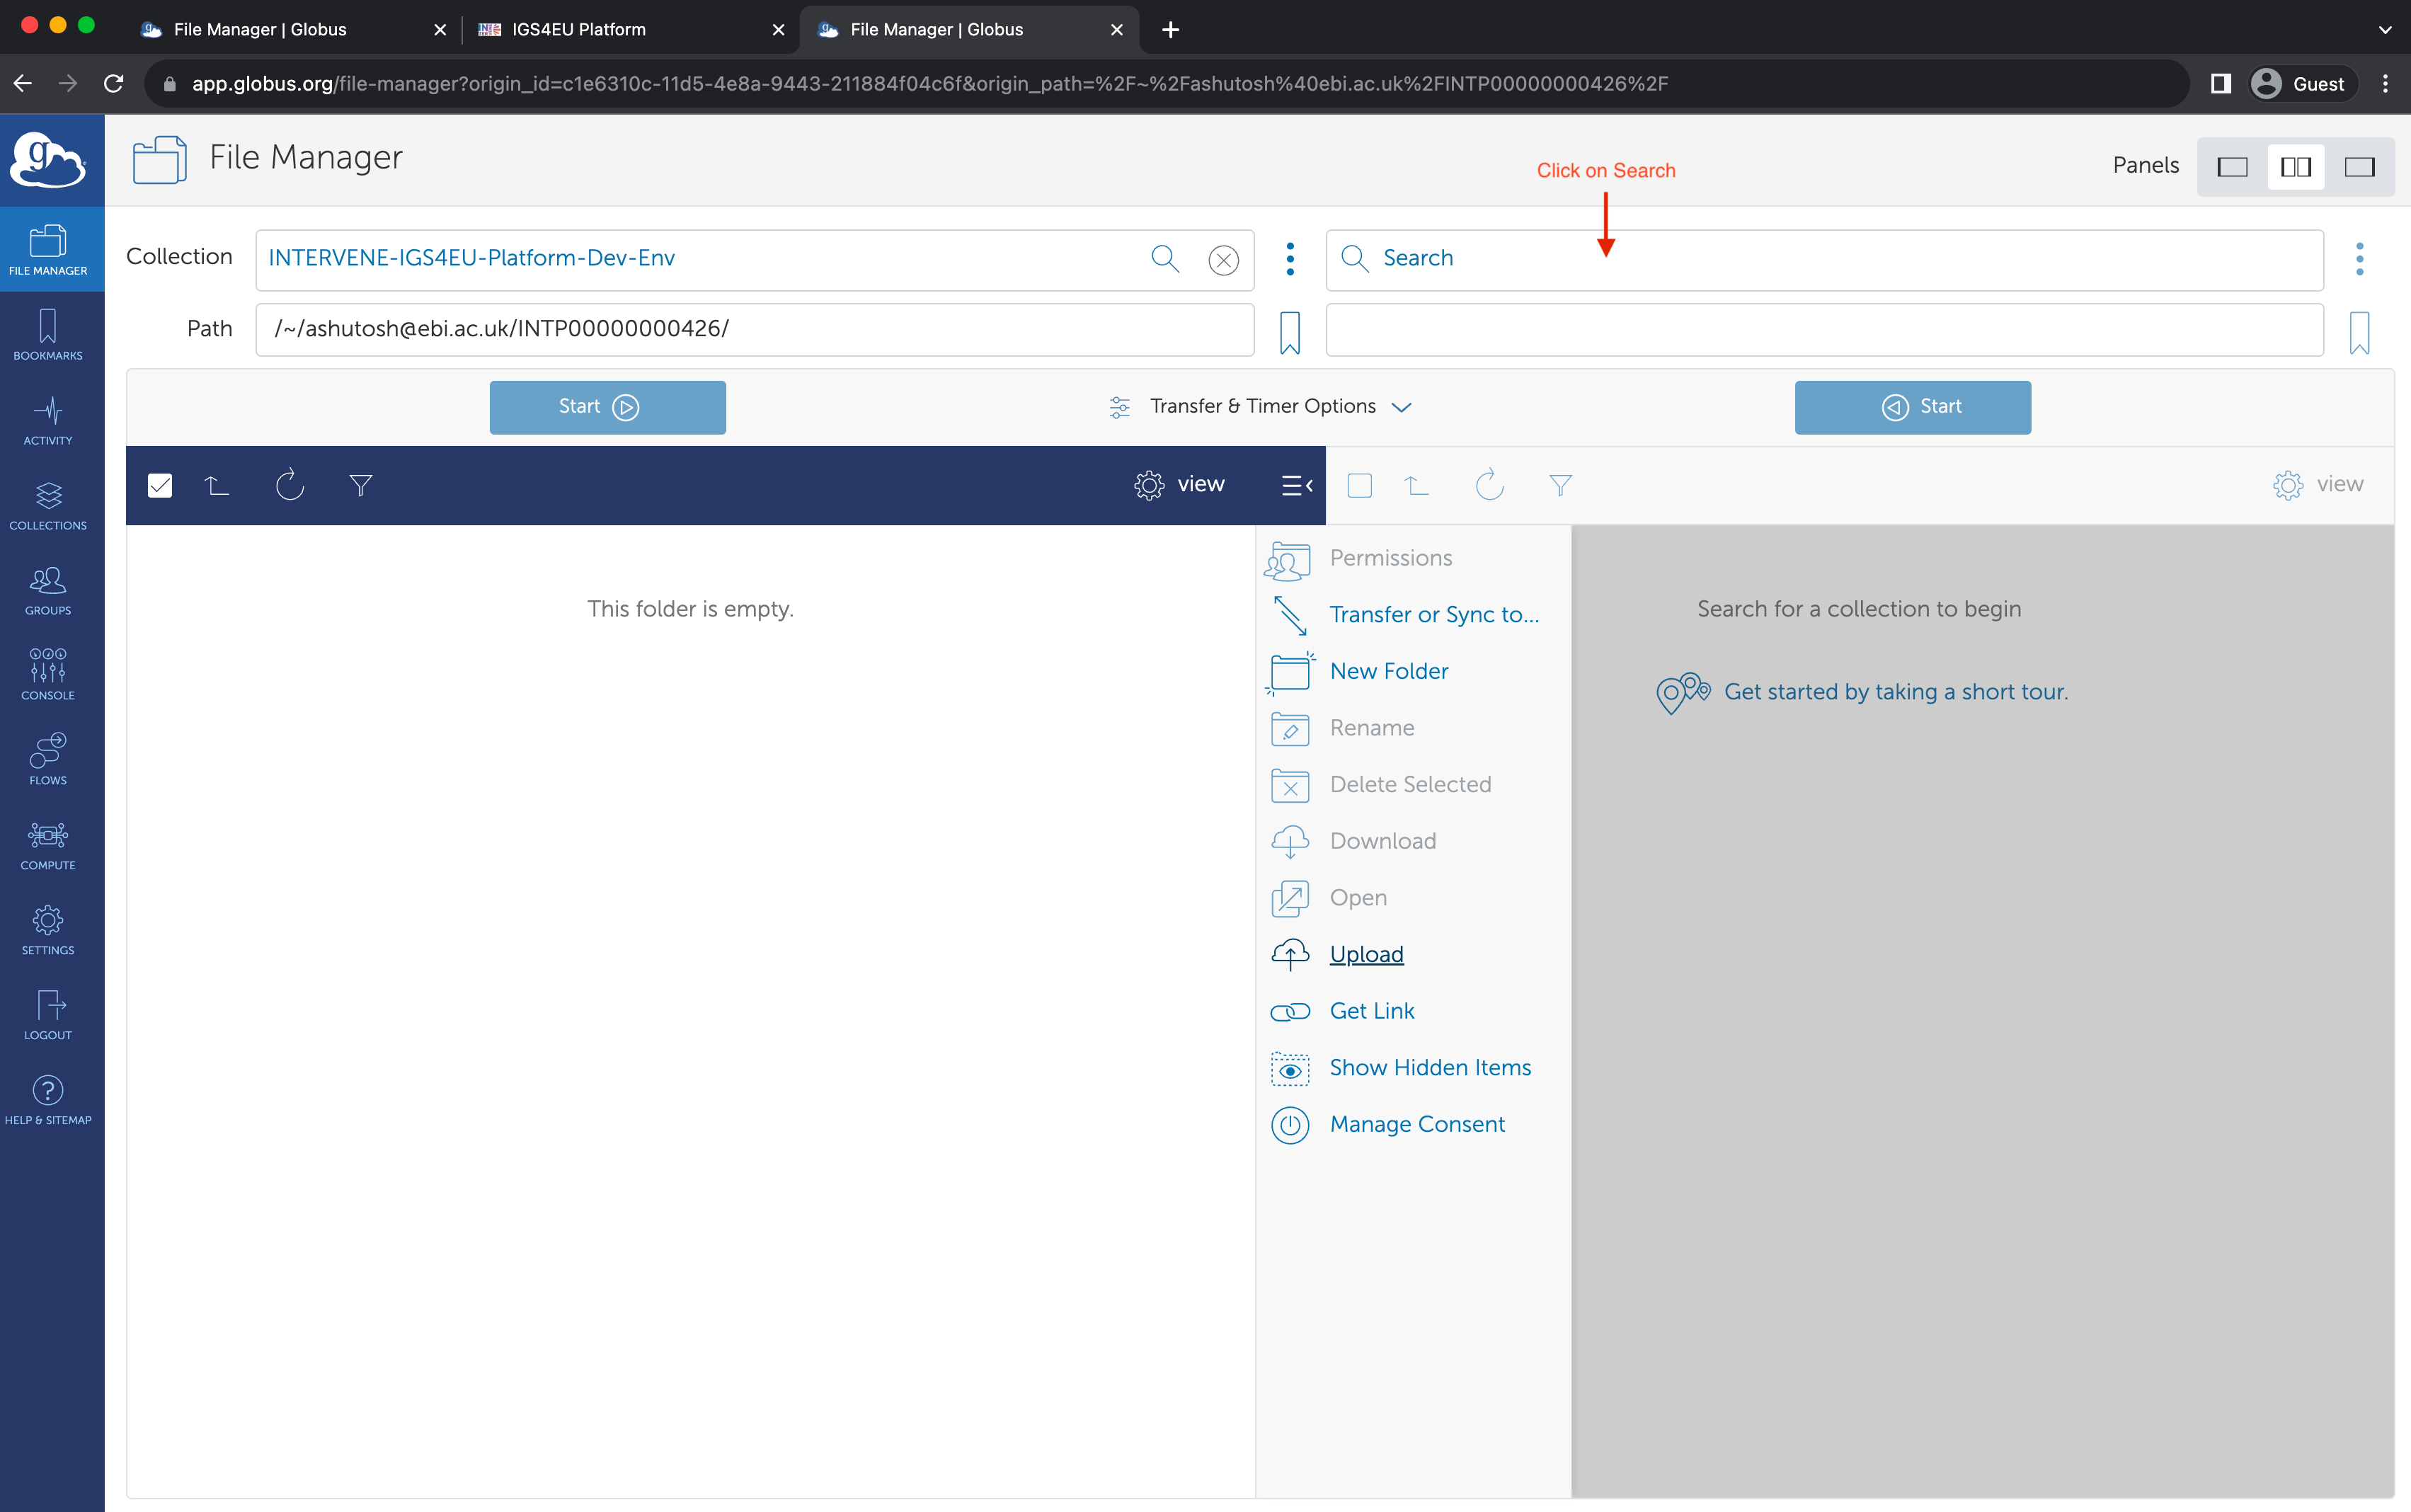 File Manager | Globus
IGS4EU Platform
File Manager | Globus
app.globus.org/file-manager?origin_id=c1e6310c-11d5-4e8a-9443-211884f04c6f&origin_path=%2F~%2Fashutosh%40ebi.ac.uk%2FINTP00000000426%2F
Guest
g
File Manager
Click on Search
Panels
FILE MANAGER
BOOKMARKS
ACTIVITY
COLLECTIONS
GROUPS
CONSOLE
FLOWS
COMPUTE
SETTINGS
LOGOUT
HELP & SITEMAP
Collection
INTERVENE-IGS4EU-Platform-Dev-Env
Search
Path
/~/ashutosh@ebi.ac.uk/INTP00000000426/
Start
Transfer & Timer Options
Start
view
view
This folder is empty.
Permissions
Transfer or Sync to...
New Folder
Rename
Delete Selected
Download
Open
Upload
Get Link
Show Hidden Items
Manage Consent
Search for a collection to begin
Get started by taking a short tour.